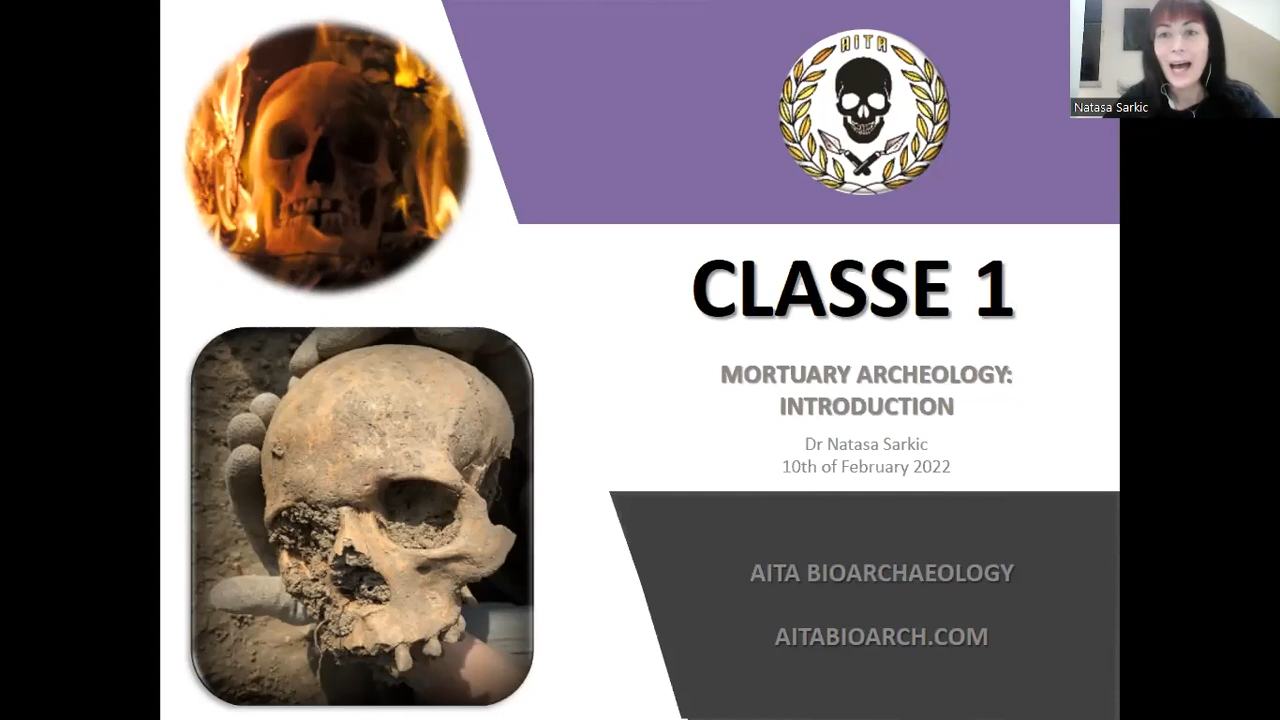 AITA
Natasa Sarkic
CLASSE 1
MORTUARY ARCHEOLOGY:
INTRODUCTION
Dr Natasa Sarkic
10th of February 2022
AITA BIOARCHAEOLOGY
AITABIOARCH.COM